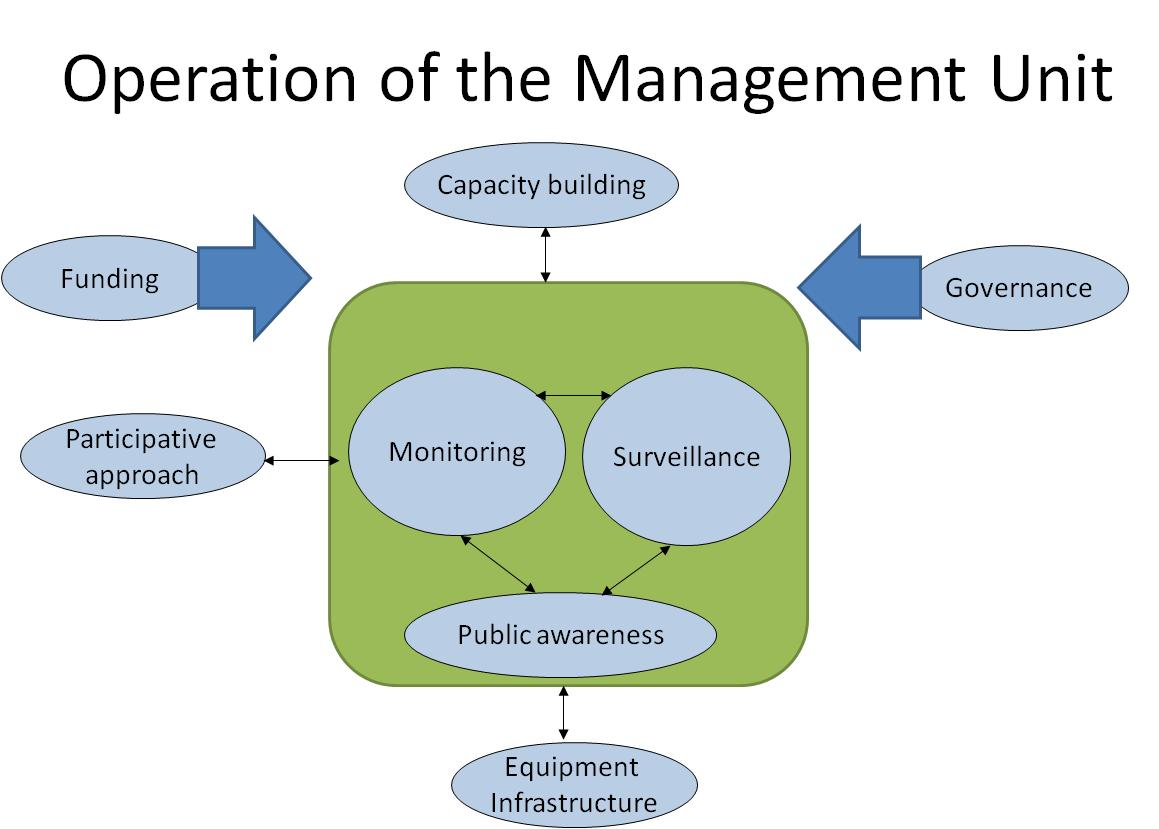 Operation of the Management Unit
Capacity building
Funding
Governance
Participative
approach
Monitoring
Surveillance
Public awareness
Equipment
Infrastructure